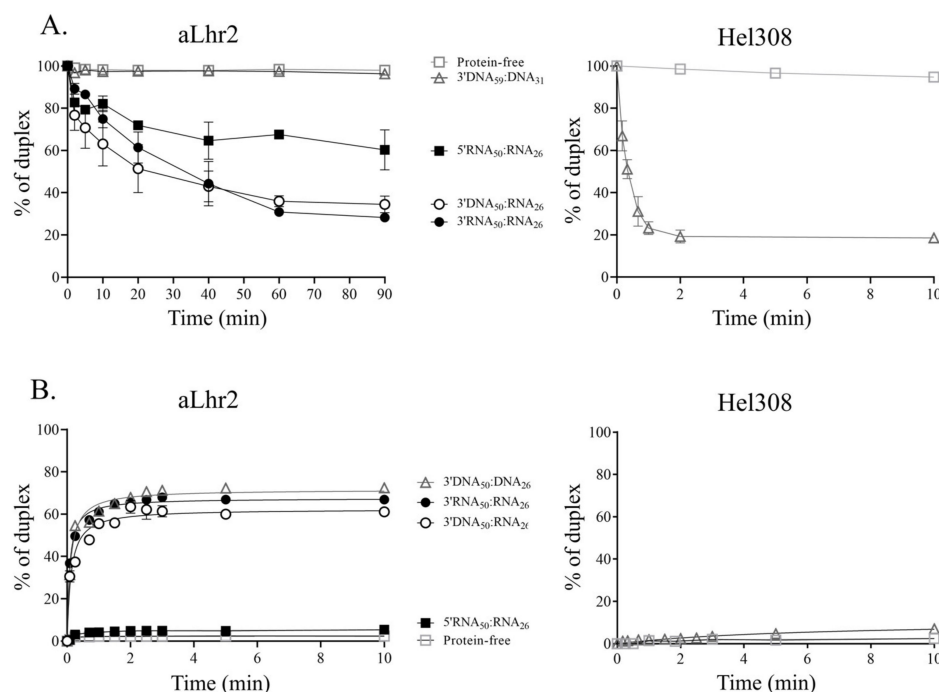 A.
aLhr2
Hel308
% of duplex
100
80
60
40
20
0
0 10 20 30 40 50 60 70 80 90
Time (min)
Protein-free
3'DNA59:DNA31
5'RNA50:RNA26
3'DNA50:RNA26
3'RNA50:RNA26
% of duplex
100
80
60
40
20
0
0 2 4 6 8 10
Time (min)
B.
aLhr2
Hel308
% of duplex
100
80
60
40
20
0
0 2 4 6 8 10
Time (min)
3'DNA50:DNA26
3'RNA50:RNA26
3'DNA50:RNA26
5'RNA50:RNA26
Protein-free
% of duplex
100
80
60
40
20
0
0 2 4 6 8 10
Time (min)